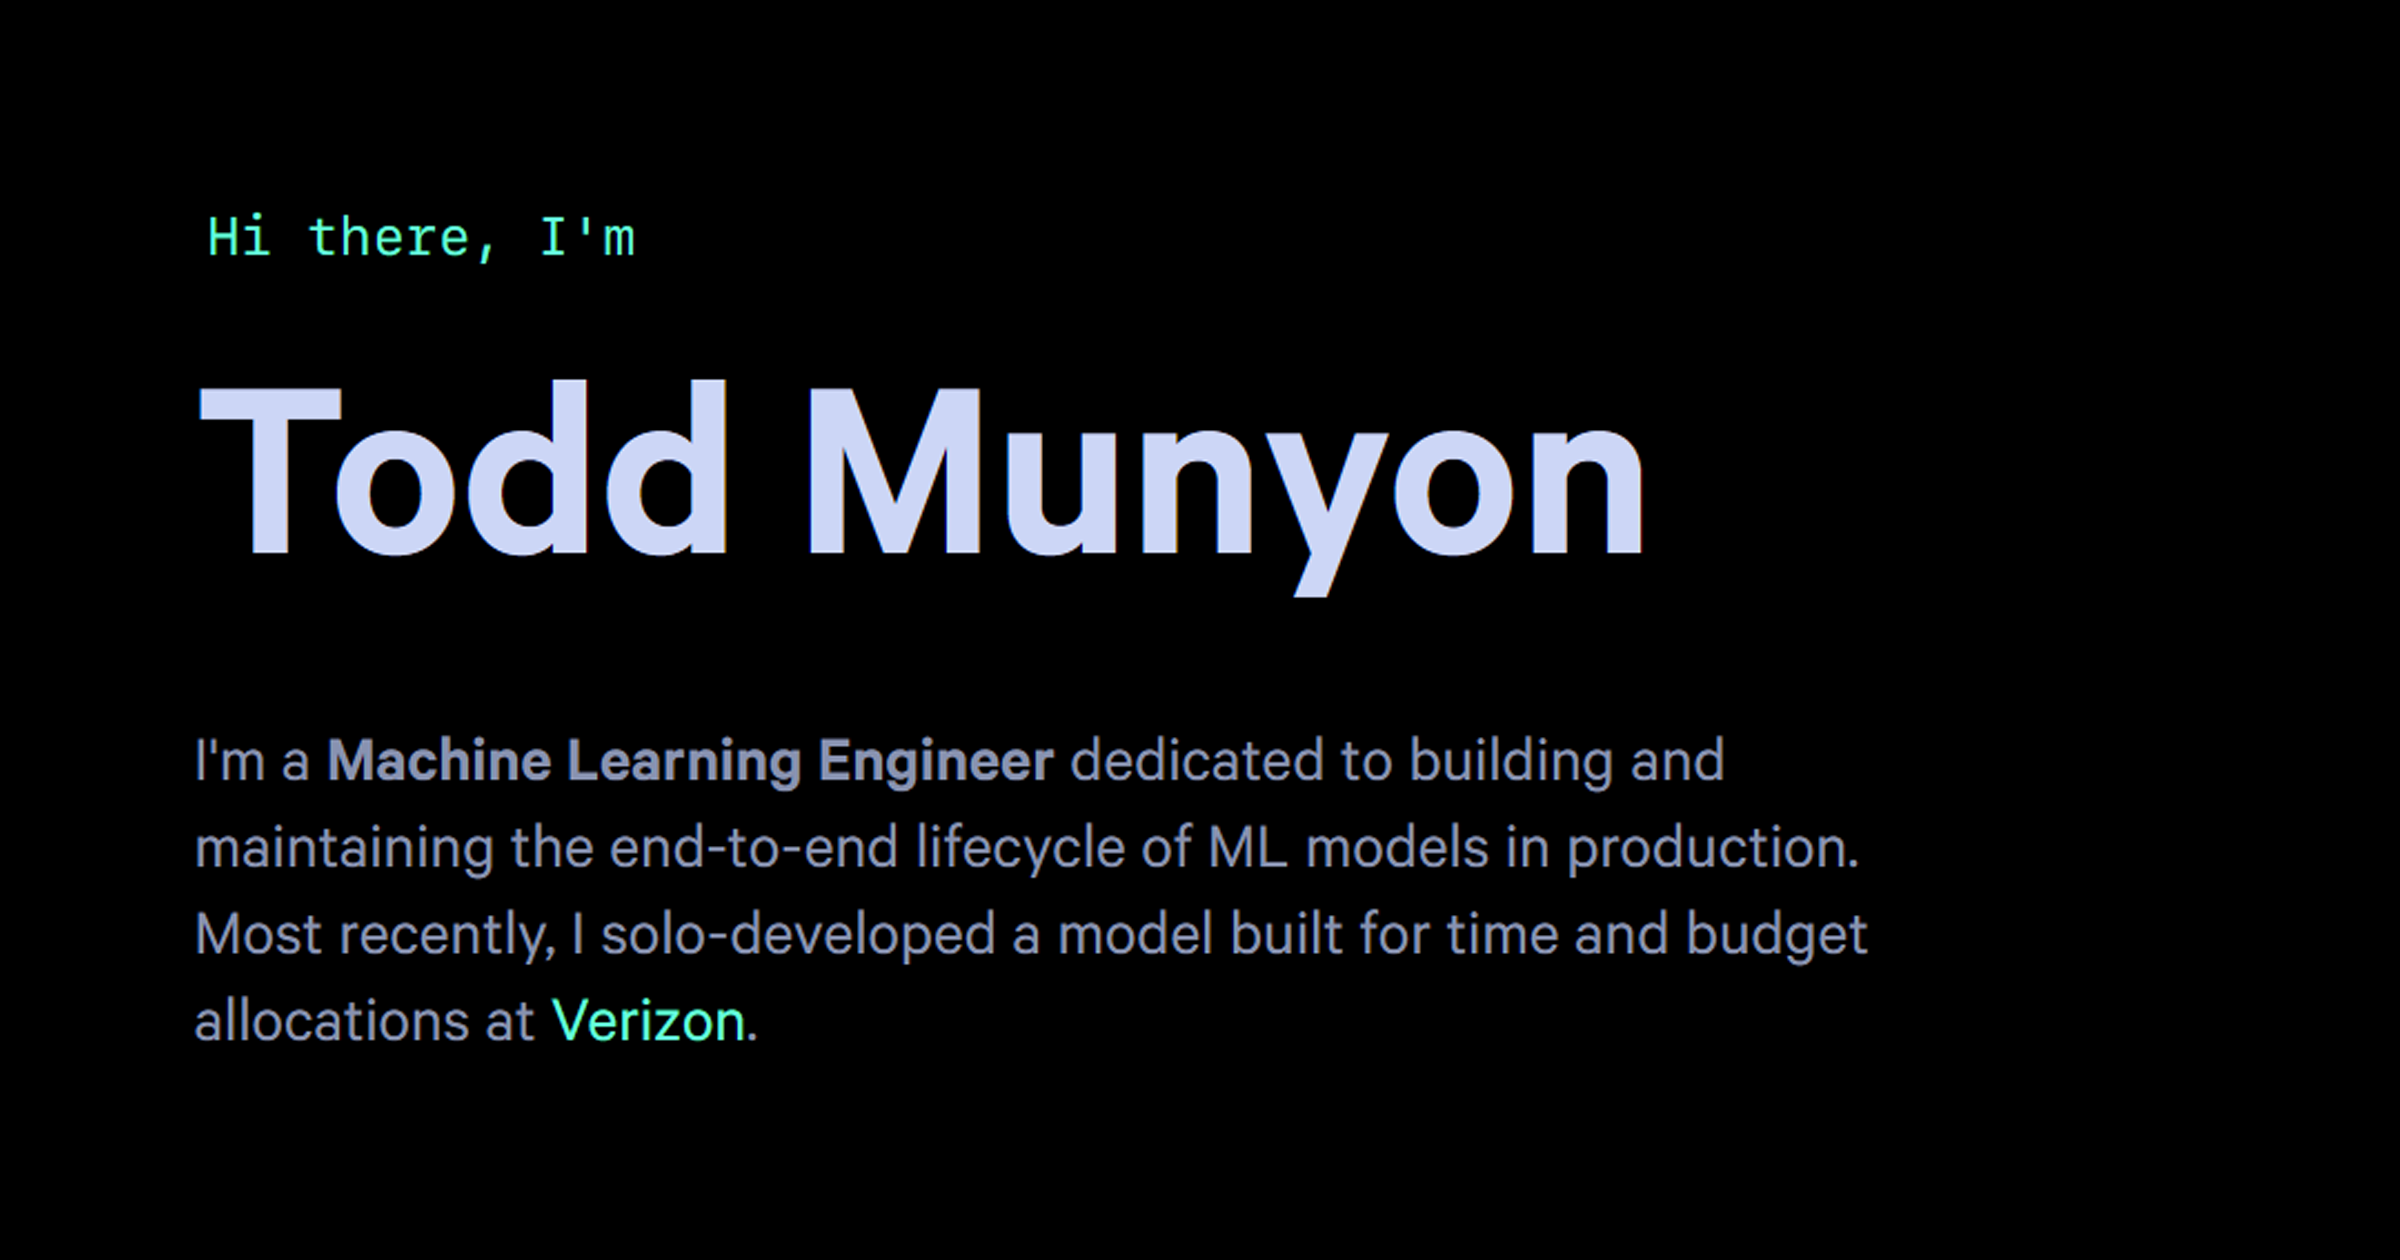 Hi there, I'm
Todd Munyon
I'm a Machine Learning Engineer dedicated to building and
maintaining the end-to-end lifecycle of ML models in production.
Most recently, I solo-developed a model built for time and budget
allocations at Verizon.